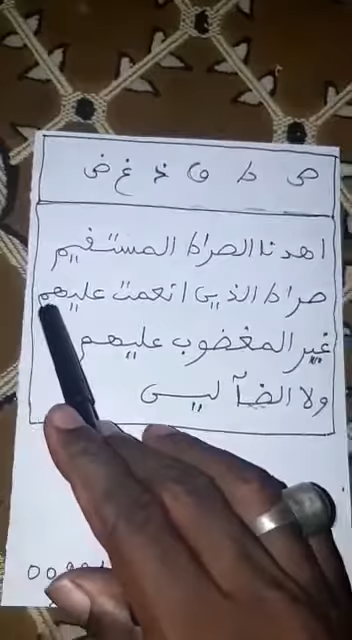 ص ط ق خ غ ض
اهدنا الصراط المستقيم
صراط الذين انعمت عليهم
غير المغضوب عليهم
ولا الضآلين